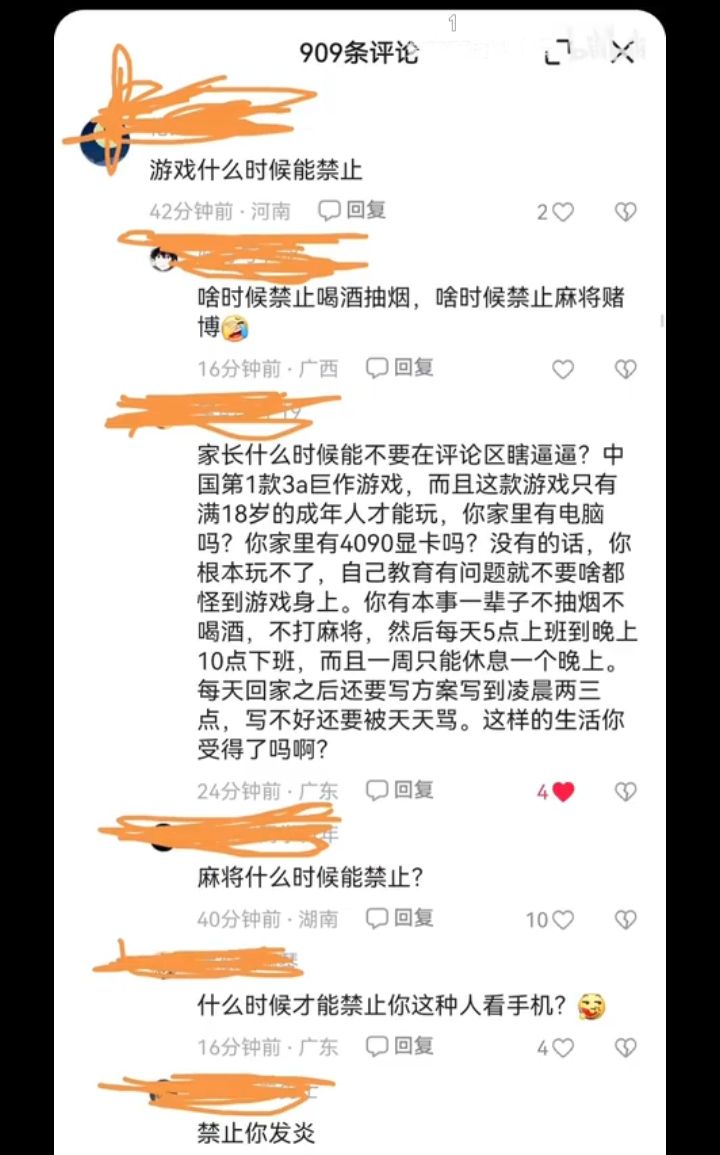 1
909条评论
游戏什么时候能禁止
42分钟前·河南 回复 2
啥时候禁止喝酒抽烟，啥时候禁止麻将赌
博
16分钟前·广西 回复
家长什么时候能不要在评论区瞎逼逼？中
国第1款3a巨作游戏，而且这款游戏只有
满18岁的成年人才能玩，你家里有电脑
吗？你家里有4090显卡吗？没有的话，你
根本玩不了，自己教育有问题就不要啥都
怪到游戏身上。你有本事一辈子不抽烟不
喝酒，不打麻将，然后每天5点上班到晚上
10点下班，而且一周只能休息一个晚上。
每天回家之后还要写方案写到凌晨两三
点，写不好还要被天天骂。这样的生活你
受得了吗啊？
24分钟前·广东 回复 4
麻将什么时候能禁止？
40分钟前·湖南 回复 10
什么时候才能禁止你这种人看手机？
16分钟前·广东 回复 4
禁止你发炎